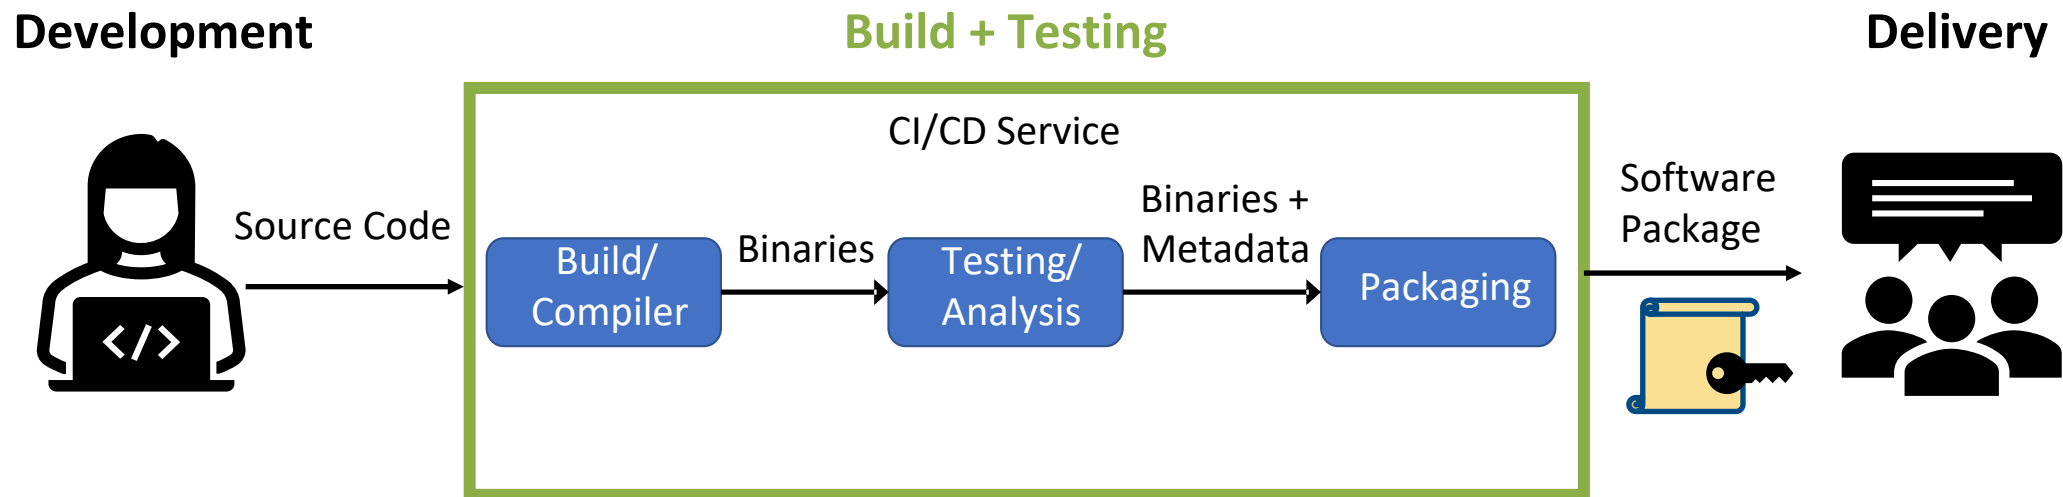 Development
Build + Testing
Delivery
CI/CD Service
Source Code
Build/
Compiler
Binaries
Testing/
Analysis
Binaries +
Metadata
Packaging
Software
Package
</>